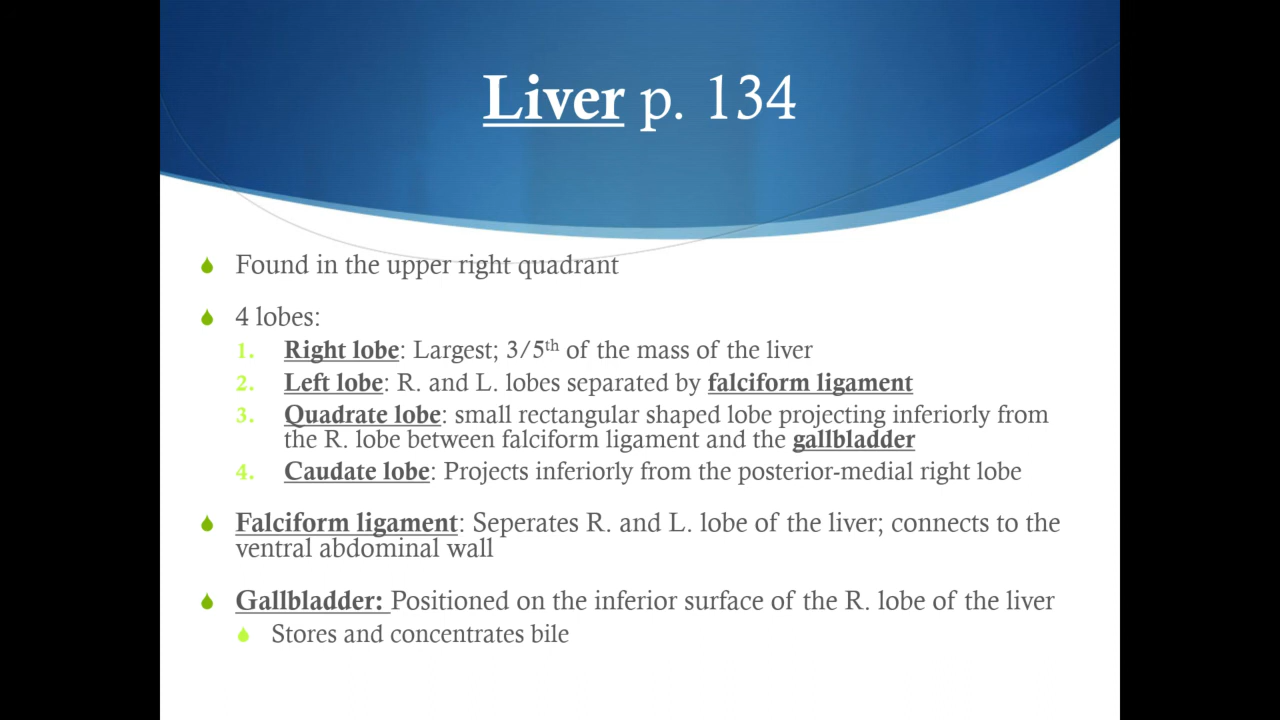 Liver p. 134
Found in the upper right quadrant
4 lobes:
1. Right lobe: Largest; 3/5th of the mass of the liver
2. Left lobe: R. and L. lobes separated by falciform ligament
3. Quadrate lobe: small rectangular shaped lobe projecting inferiorly from
the R. lobe between falciform ligament and the gallbladder
4. Caudate lobe: Projects inferiorly from the posterior-medial right lobe
Falciform ligament: Seperates R. and L. lobe of the liver; connects to the
ventral abdominal wall
Gallbladder: Positioned on the inferior surface of the R. lobe of the liver
Stores and concentrates bile